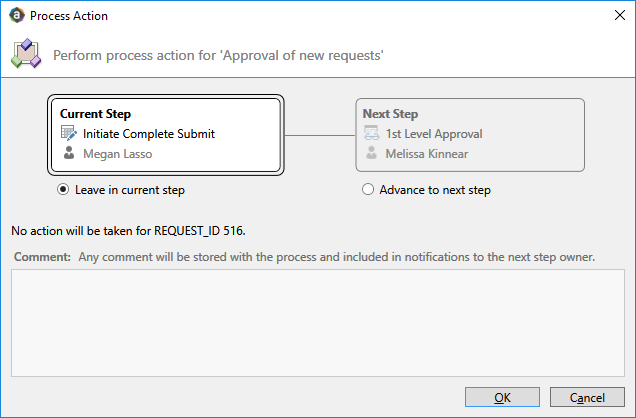 Process Action
Perform process action for 'Approval of new requests'
Current Step
Initiate Complete Submit
Megan Lasso
Next Step
1st Level Approval
Melissa Kinnear
Leave in current step
Advance to next step
No action will be taken for REQUEST_ID 516.
Comment: Any comment will be stored with the process and included in notifications to the next step owner.
OK
Cancel